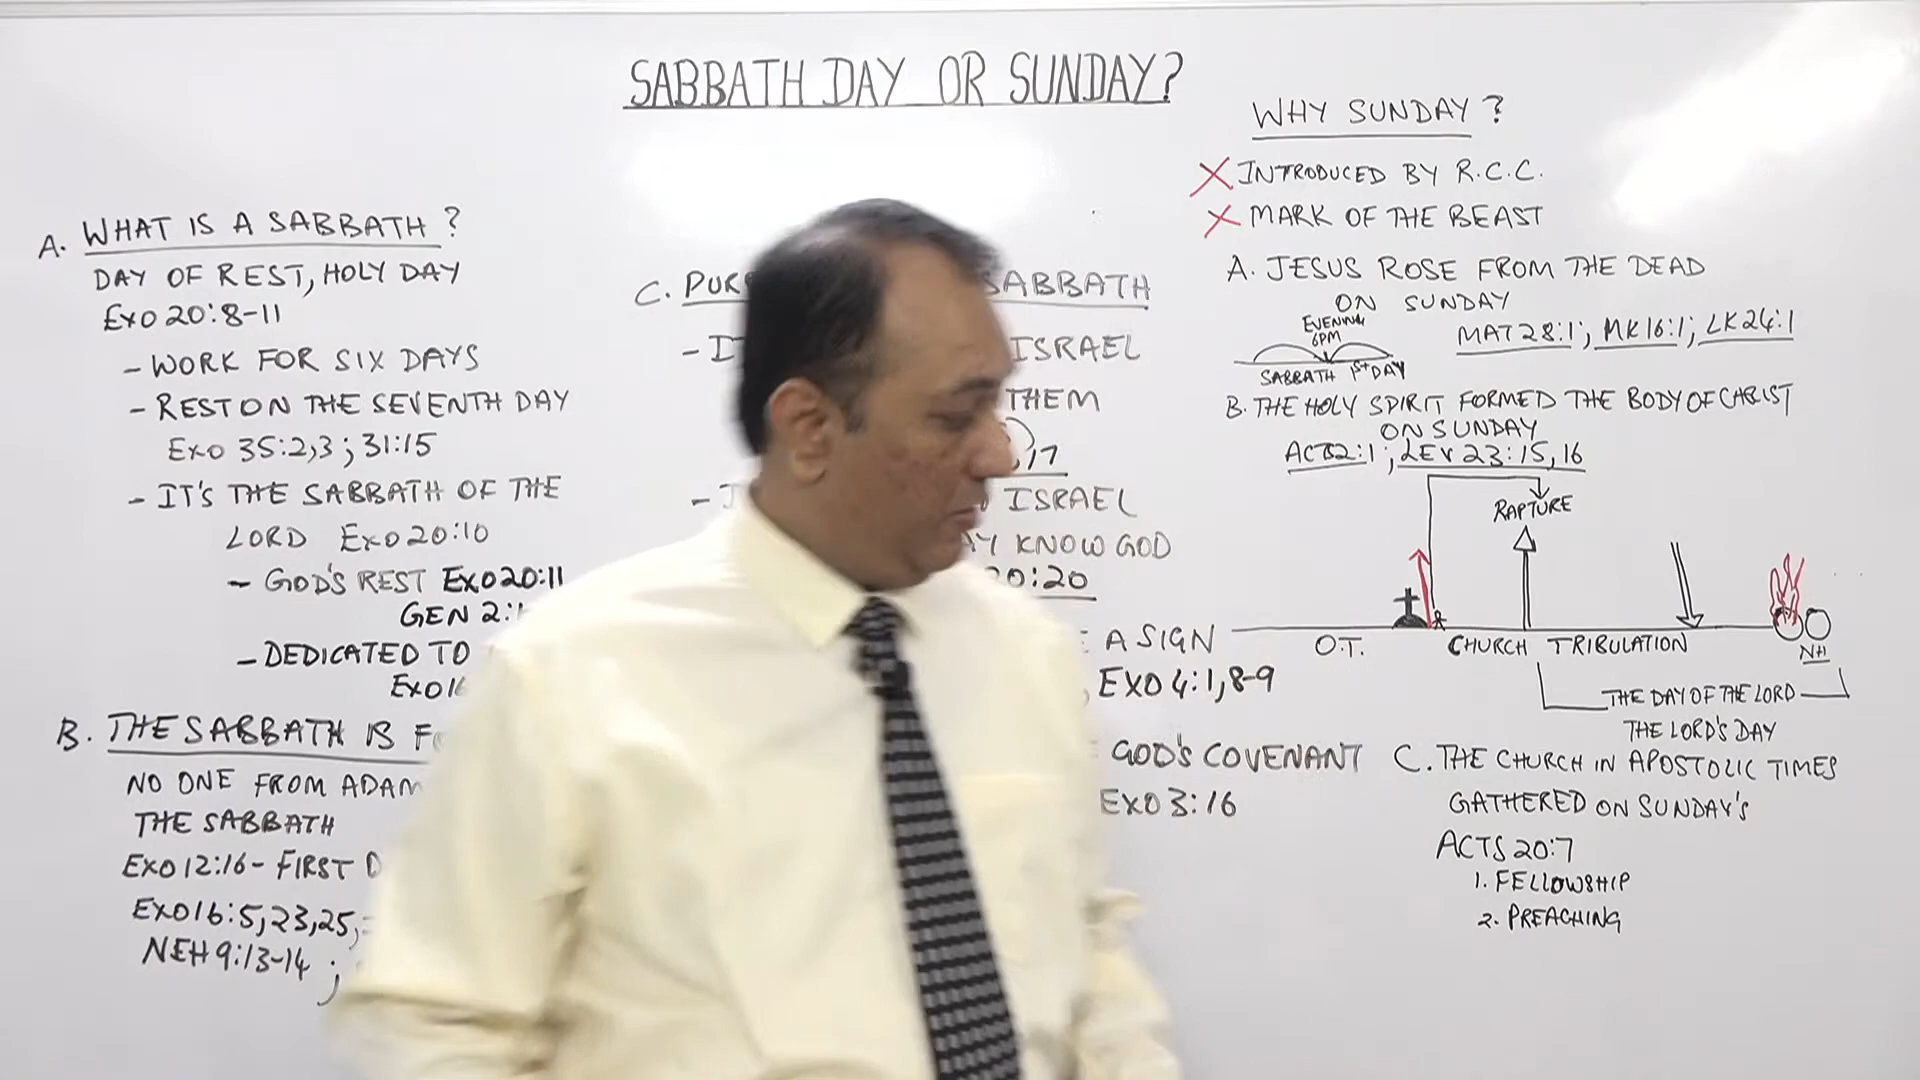 SABBATH DAY OR SUNDAY?
A. WHAT IS A SABBATH?
DAY OF REST, HOLY DAY
EXO 20:8-11
- WORK FOR SIX DAYS
- REST ON THE SEVENTH DAY
EXO 35:2,3; 31:15
- IT'S THE SABBATH OF THE
LORD EXO 20:10
- GOD'S REST EXO 20:11
GEN 2:
- DEDICATED TO
EXO 16
B. THE SABBATH IS
NO ONE FROM ADAM
THE SABBATH
EXO 12:16 - FIRST
EXO 16:5,23,25,
NEH 9:13-14 ;
C. SABBATH
ISRAEL
THEM
,17
ISRAEL
KNOW GOD
20:20
A SIGN
EXO 4:1,8-9
GOD'S COVENANT
EXO 3:16
WHY SUNDAY?
X INTRODUCED BY R.C.C.
X MARK OF THE BEAST
A. JESUS ROSE FROM THE DEAD
ON SUNDAY
MAT 28:1; MK 16:1; LK 24:1
EVENING
6PM
SABBATH 1ST DAY
B. THE HOLY SPIRIT FORMED THE BODY OF CHRIST
ON SUNDAY
ACTS 2:1; LEV 23:15,16
RAPTURE
O.T. CHURCH TRIBULATION NH
THE DAY OF THE LORD
THE LORD'S DAY
C. THE CHURCH IN APOSTOLIC TIMES
GATHERED ON SUNDAY'S
ACTS 20:7
1. FELLOWSHIP
2. PREACHING